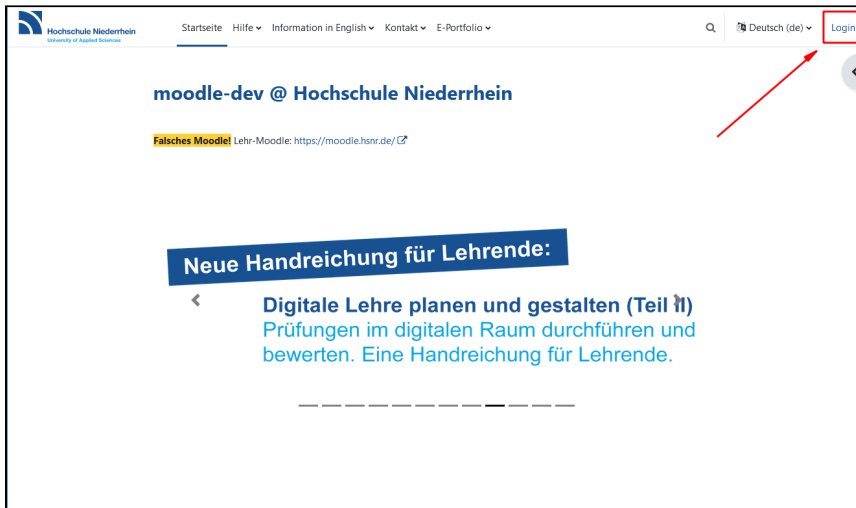 Hochschule Niederrhein
University of Applied Sciences
Startseite Hilfe Information in English Kontakt E-Portfolio Deutsch (de) Login
moodle-dev @ Hochschule Niederrhein
Falsches Moodle! Lehr-Moodle: https://moodle.hsnr.de/
Neue Handreichung für Lehrende:
Digitale Lehre planen und gestalten (Teil II)
Prüfungen im digitalen Raum durchführen und
bewerten. Eine Handreichung für Lehrende.